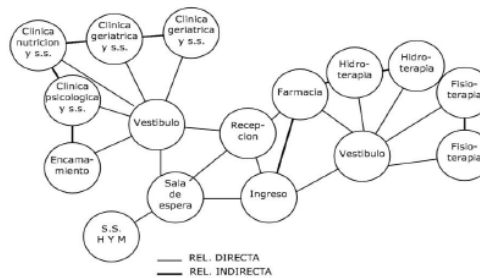 Clinica
nutricion
y s.s.
Clinica
geriatrica
y s.s.
Clinica
geriatrica
y s.s.
Clinica
psicologica
y s.s.
Encama-
miento
Vestibulo
Recep-
cion
Sala
de
espera
S.S.
H Y M
Ingreso
Farmacia
Hidro-
terapia
Hidro-
terapia
Fisio-
terapia
Fisio-
terapia
Vestibulo
REL. DIRECTA
REL. INDIRECTA